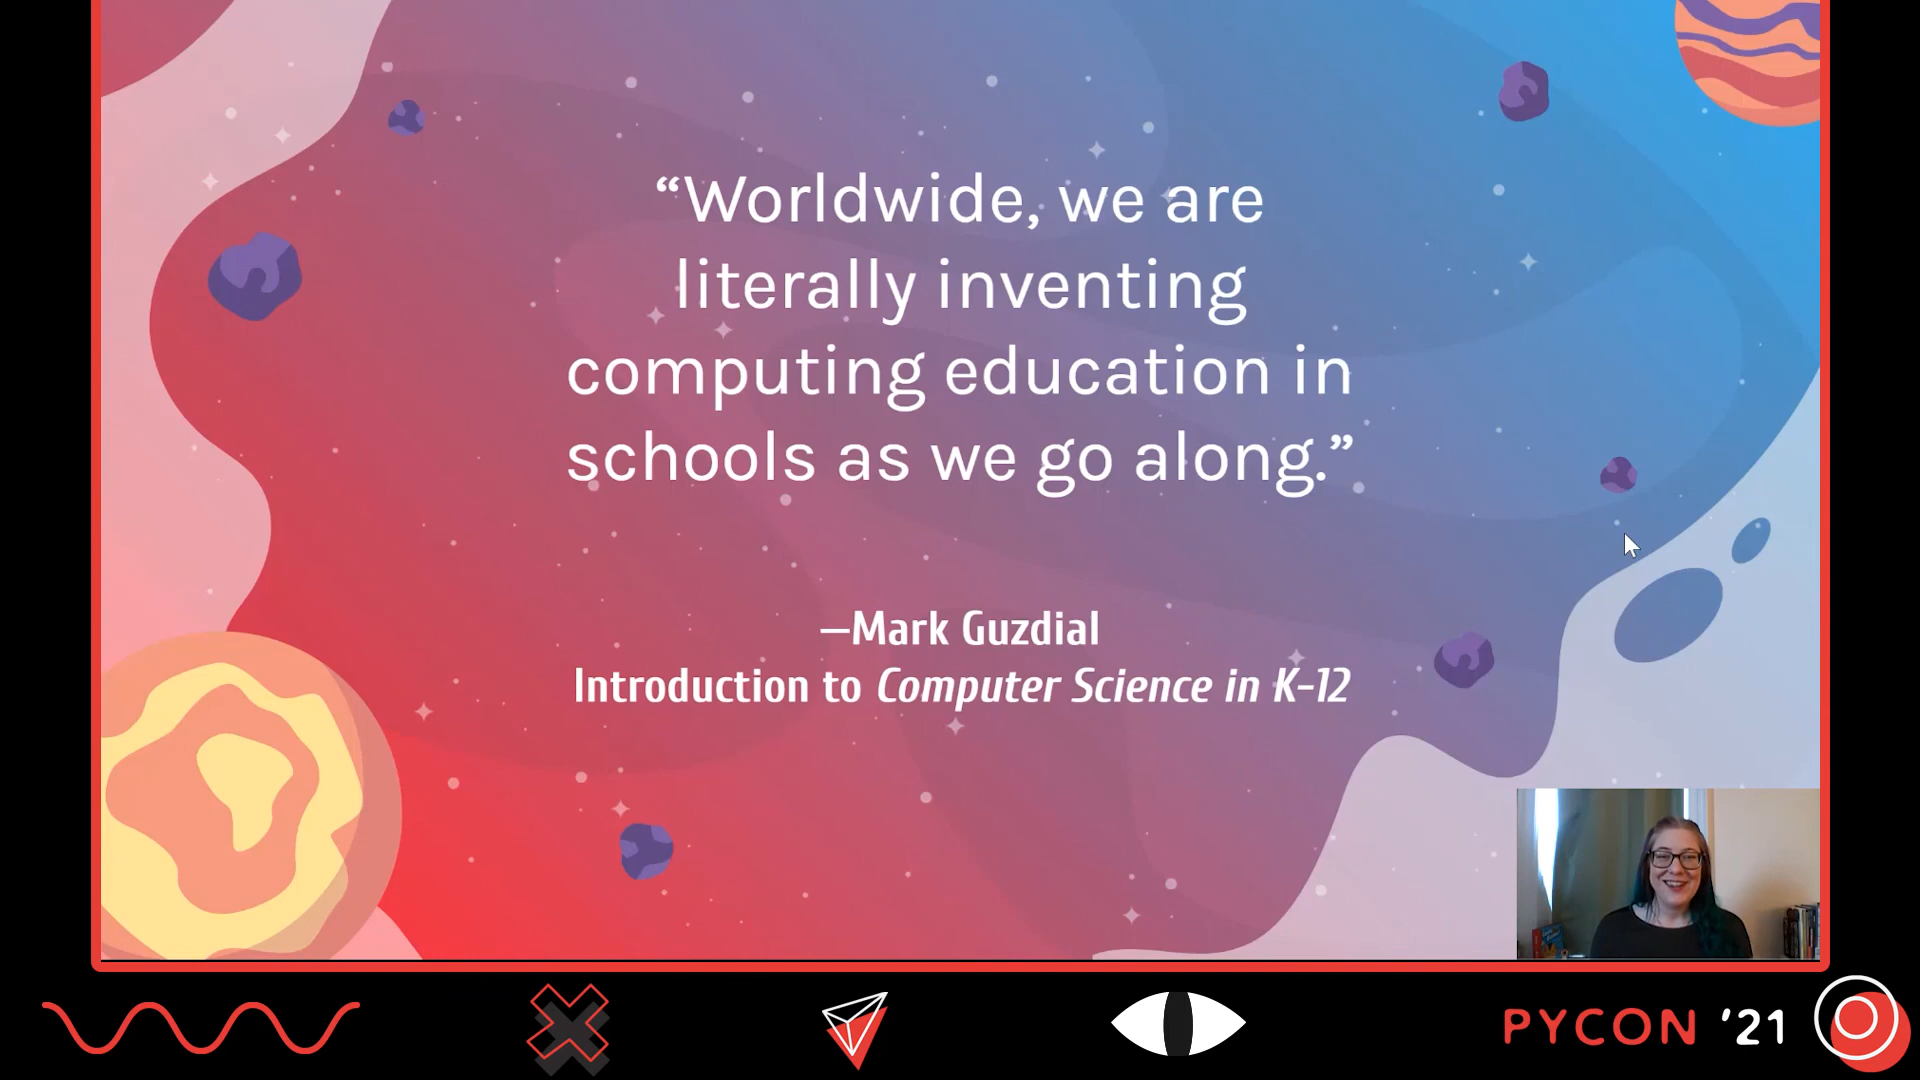 “Worldwide, we are
literally inventing
computing education in
schools as we go along.”
—Mark Guzdial
Introduction to Computer Science in K-12
PYCON ’21